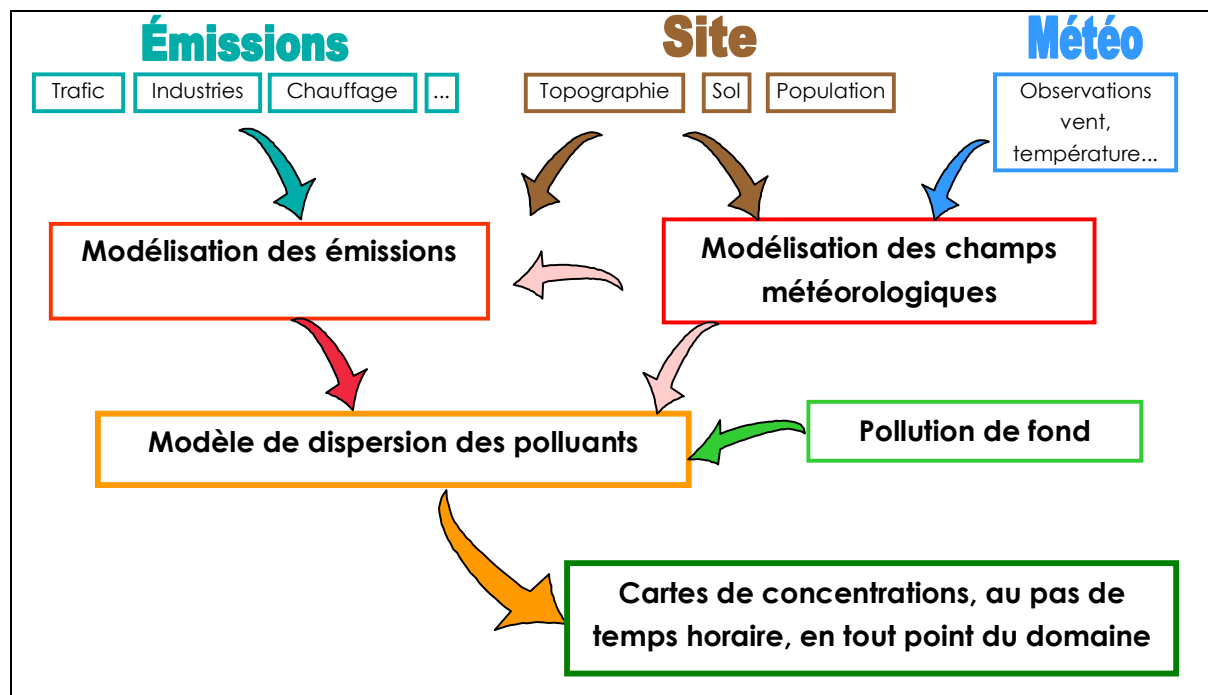 Émissions
Site
Météo
Trafic
Industries
Chauffage
...
Topographie
Sol
Population
Observations
vent,
température...
Modélisation des émissions
Modélisation des champs
météorologiques
Modèle de dispersion des polluants
Pollution de fond
Cartes de concentrations, au pas de
temps horaire, en tout point du domaine